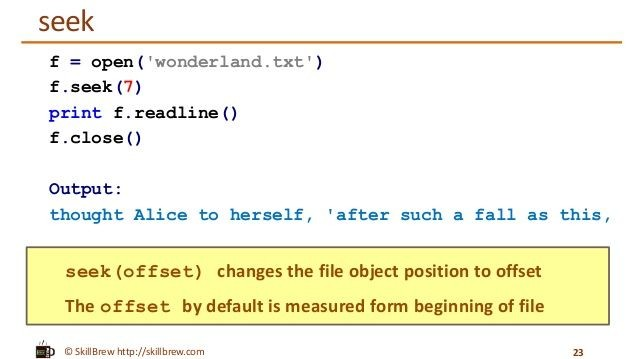 seek
f = open('wonderland.txt')
f.seek(7)
print f.readline()
f.close()
Output:
thought Alice to herself, 'after such a fall as this,
seek(offset) changes the file object position to offset
The offset by default is measured form beginning of file
© SkillBrew http://skillbrew.com
23